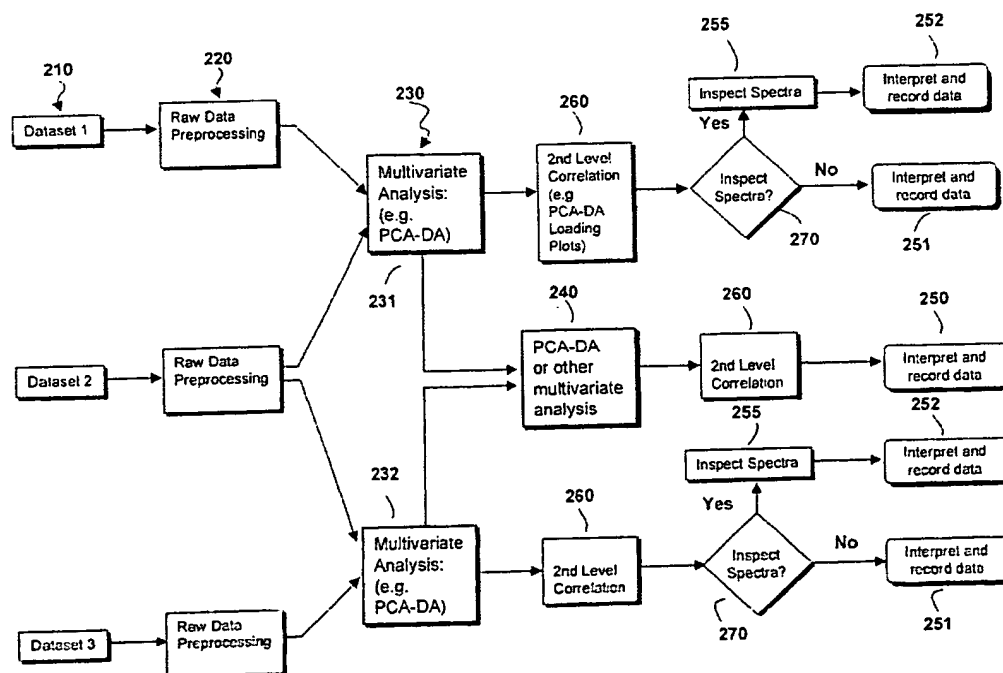 210
220
230
260
255
252
Dataset 1
Raw Data
Preprocessing
Multivariate
Analysis:
(e.g.
PCA-DA)
231
2nd Level
Correlation
(e.g
PCA-DA
Loading
Plots)
Inspect Spectra
Yes
Inspect
Spectra?
270
No
Interpret and
record data
Interpret and
record data
251
Dataset 2
Raw Data
Preprocessing
240
PCA-DA
or other
multivariate
analysis
260
2nd Level
Correlation
250
Interpret and
record data
232
Multivariate
Analysis:
(e.g.
PCA-DA)
260
2nd Level
Correlation
255
Inspect Spectra
252
Interpret and
record data
Yes
Inspect
Spectra?
270
No
Interpret and
record data
251
Dataset 3
Raw Data
Preprocessing